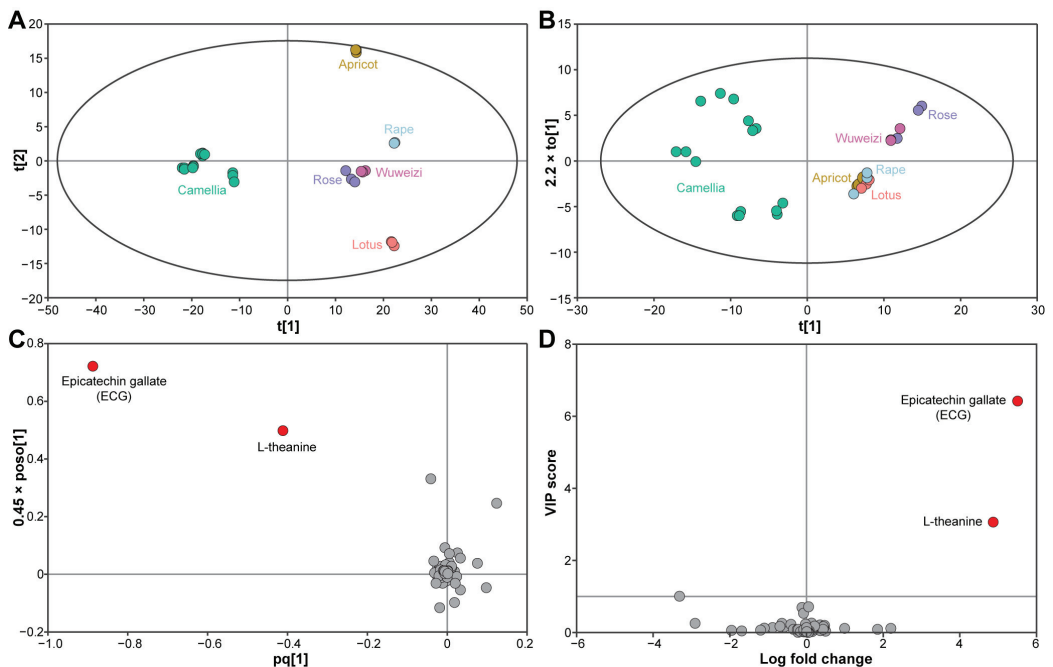 A
20
15
10
5
0
−5
−10
−15
−20
−50 −40 −30 −20 −10 0 10 20 30 40 50
t[2]
t[1]
Apricot
Rape
Camellia
Rose
Wuweizi
Lotus
B
15
10
5
0
−5
−10
−15
−30 −20 −10 0 10 20 30
2.2 × to[1]
t[1]
Rose
Wuweizi
Camellia
Apricot
Rape
Lotus
C
0.8
0.6
0.4
0.2
0
−0.2
−1.0 −0.8 −0.6 −0.4 −0.2 0 0.2
0.45 × poso[1]
pq[1]
Epicatechin gallate
(ECG)
L-theanine
D
8
6
4
2
0
−6 −4 −2 0 2 4 6
VIP score
Log fold change
Epicatechin gallate
(ECG)
L-theanine